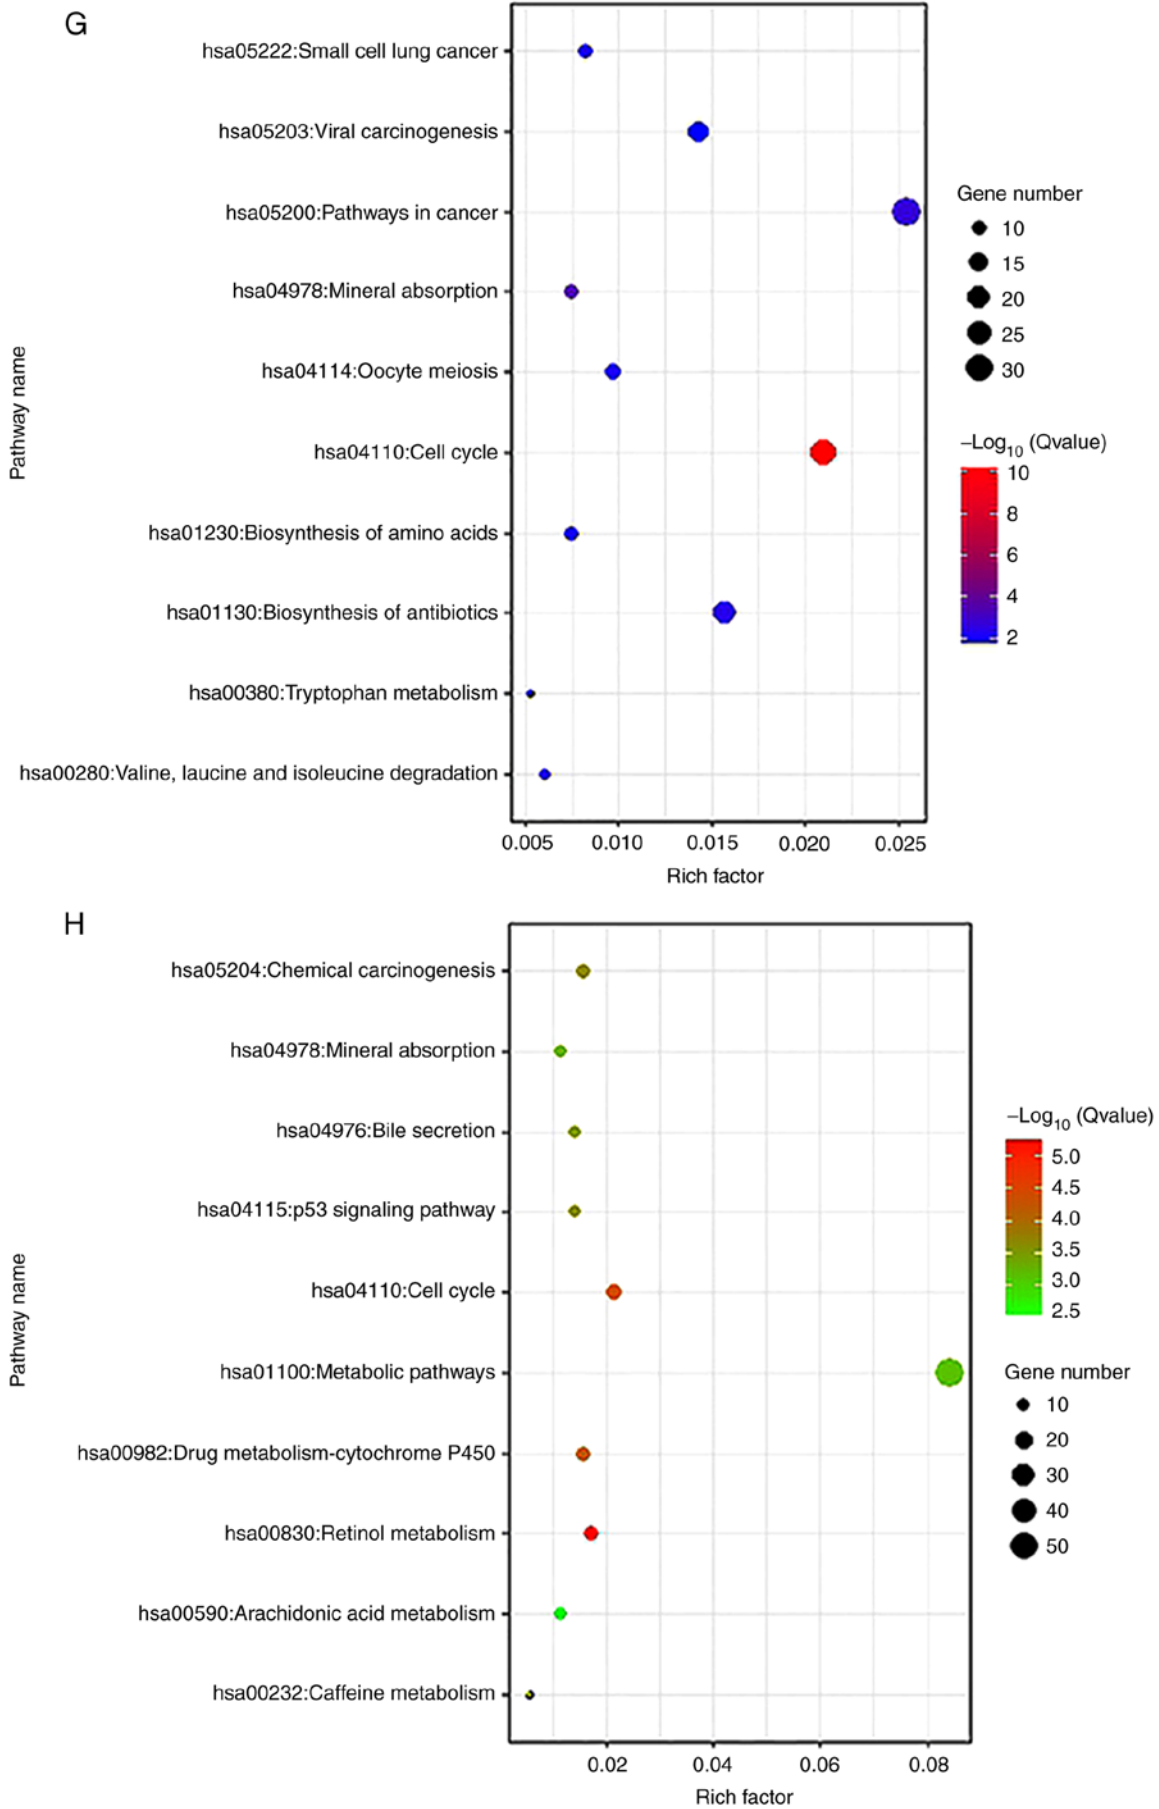 G
hsa05222:Small cell lung cancer
hsa05203:Viral carcinogenesis
hsa05200:Pathways in cancer
hsa04978:Mineral absorption
hsa04114:Oocyte meiosis
hsa04110:Cell cycle
hsa01230:Biosynthesis of amino acids
hsa01130:Biosynthesis of antibiotics
hsa00380:Tryptophan metabolism
hsa00280:Valine, laucine and isoleucine degradation
Pathway name
0.005 0.010 0.015 0.020 0.025
Rich factor
Gene number
10
15
20
25
30
–Log10 (Qvalue)
10
8
6
4
2
H
hsa05204:Chemical carcinogenesis
hsa04978:Mineral absorption
hsa04976:Bile secretion
hsa04115:p53 signaling pathway
hsa04110:Cell cycle
hsa01100:Metabolic pathways
hsa00982:Drug metabolism-cytochrome P450
hsa00830:Retinol metabolism
hsa00590:Arachidonic acid metabolism
hsa00232:Caffeine metabolism
Pathway name
0.02 0.04 0.06 0.08
Rich factor
–Log10 (Qvalue)
5.0
4.5
4.0
3.5
3.0
2.5
Gene number
10
20
30
40
50